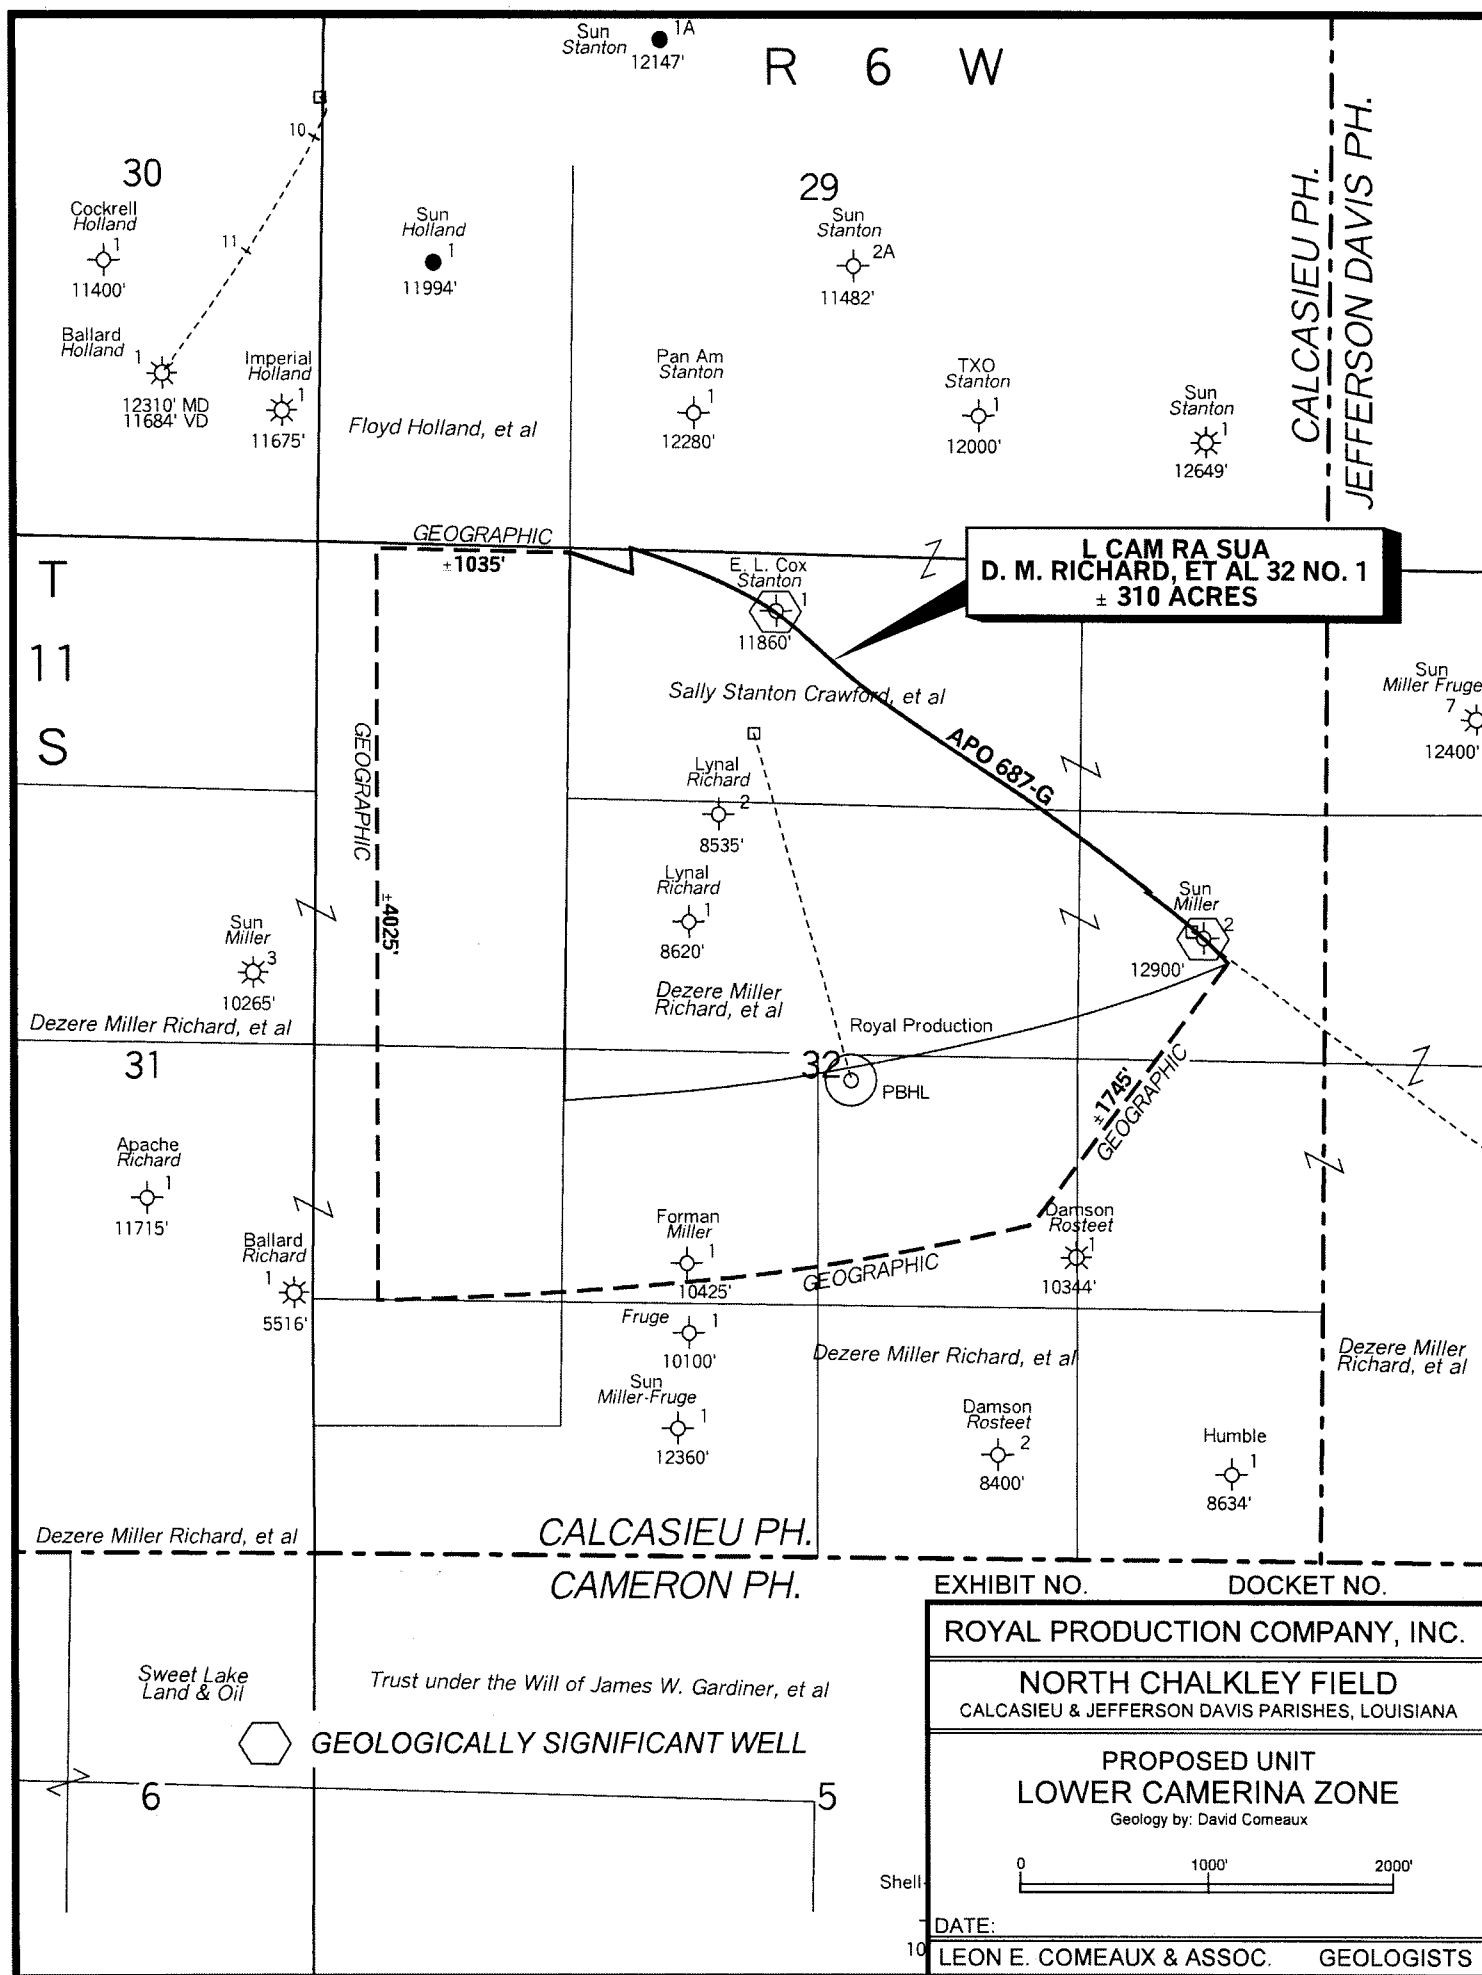 Sun
Stanton
1A
12147'
R 6 W
30
10
11
Cockrell
Holland
1
11400'
Sun
Holland
1
11994'
29
Sun
Stanton
2A
11482'
CALCASIEU PH.
JEFFERSON DAVIS PH.
Ballard
Holland
1
12310' MD
11684' VD
Imperial
Holland
1
11675'
Floyd Holland, et al
Pan Am
Stanton
1
12280'
TXO
Stanton
1
12000'
Sun
Stanton
1
12649'
GEOGRAPHIC
±1035'
T
11
S
E. L. Cox
Stanton
1
11860'
L CAM RA SUA
D. M. RICHARD, ET AL 32 NO. 1
± 310 ACRES
Sun
Miller Fruge
7
12400'
Sally Stanton Crawford, et al
APO 687-G
GEOGRAPHIC
±4025'
Lynal
Richard
2
8535'
Lynal
Richard
1
8620'
Sun
Miller
2
12900'
Sun
Miller
3
10265'
Dezere Miller Richard, et al
Dezere Miller
Richard, et al
Royal Production
31
32
PBHL
±1745'
GEOGRAPHIC
Apache
Richard
1
11715'
Ballard
Richard
1
5516'
Forman
Miller
1
10425'
GEOGRAPHIC
Damson
Rosteet
1
10344'
Fruge
1
10100'
Dezere Miller Richard, et al
Dezere Miller
Richard, et al
Sun
Miller-Fruge
1
12360'
Damson
Rosteet
2
8400'
Humble
1
8634'
Dezere Miller Richard, et al
CALCASIEU PH.
CAMERON PH.
EXHIBIT NO. DOCKET NO.
ROYAL PRODUCTION COMPANY, INC.
NORTH CHALKLEY FIELD
CALCASIEU & JEFFERSON DAVIS PARISHES, LOUISIANA
Sweet Lake
Land & Oil
Trust under the Will of James W. Gardiner, et al
GEOLOGICALLY SIGNIFICANT WELL
PROPOSED UNIT
LOWER CAMERINA ZONE
Geology by: David Comeaux
6
5
0 1000' 2000'
Shell
10
DATE:
LEON E. COMEAUX & ASSOC. GEOLOGISTS